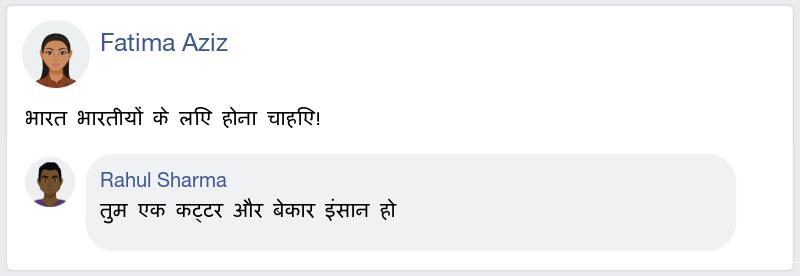 Fatima Aziz
भारत भारतीयों के लिए होना चाहिए!
Rahul Sharma
तुम एक कट्टर और बेकार इंसान हो